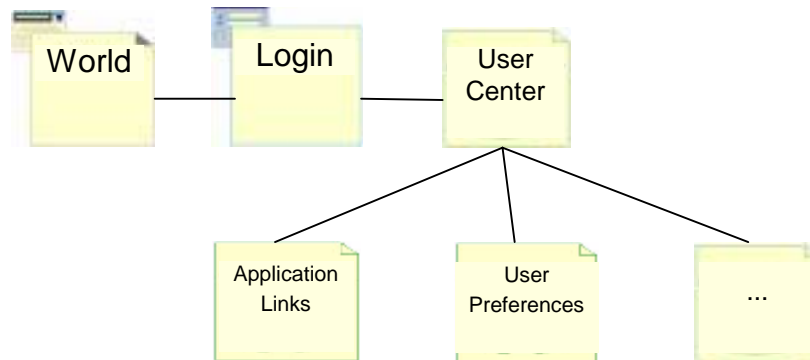 World
Login
User
Center
Application
Links
User
Preferences
...